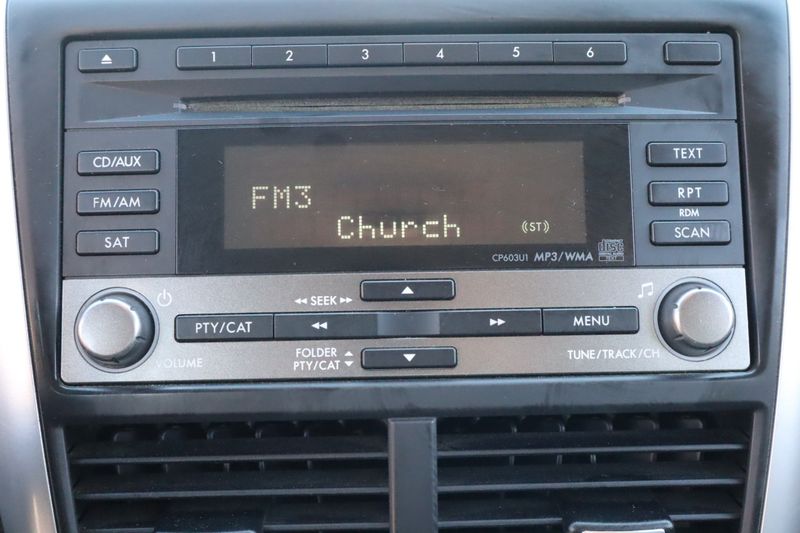 1 2 3 4 5 6
CD/AUX
FM/AM
SAT
FM3
Church (ST)
CP603U1 MP3/WMA
TEXT
RPT
RDM
SCAN
SEEK
PTY/CAT
MENU
VOLUME
FOLDER
PTY/CAT
TUNE/TRACK/CH